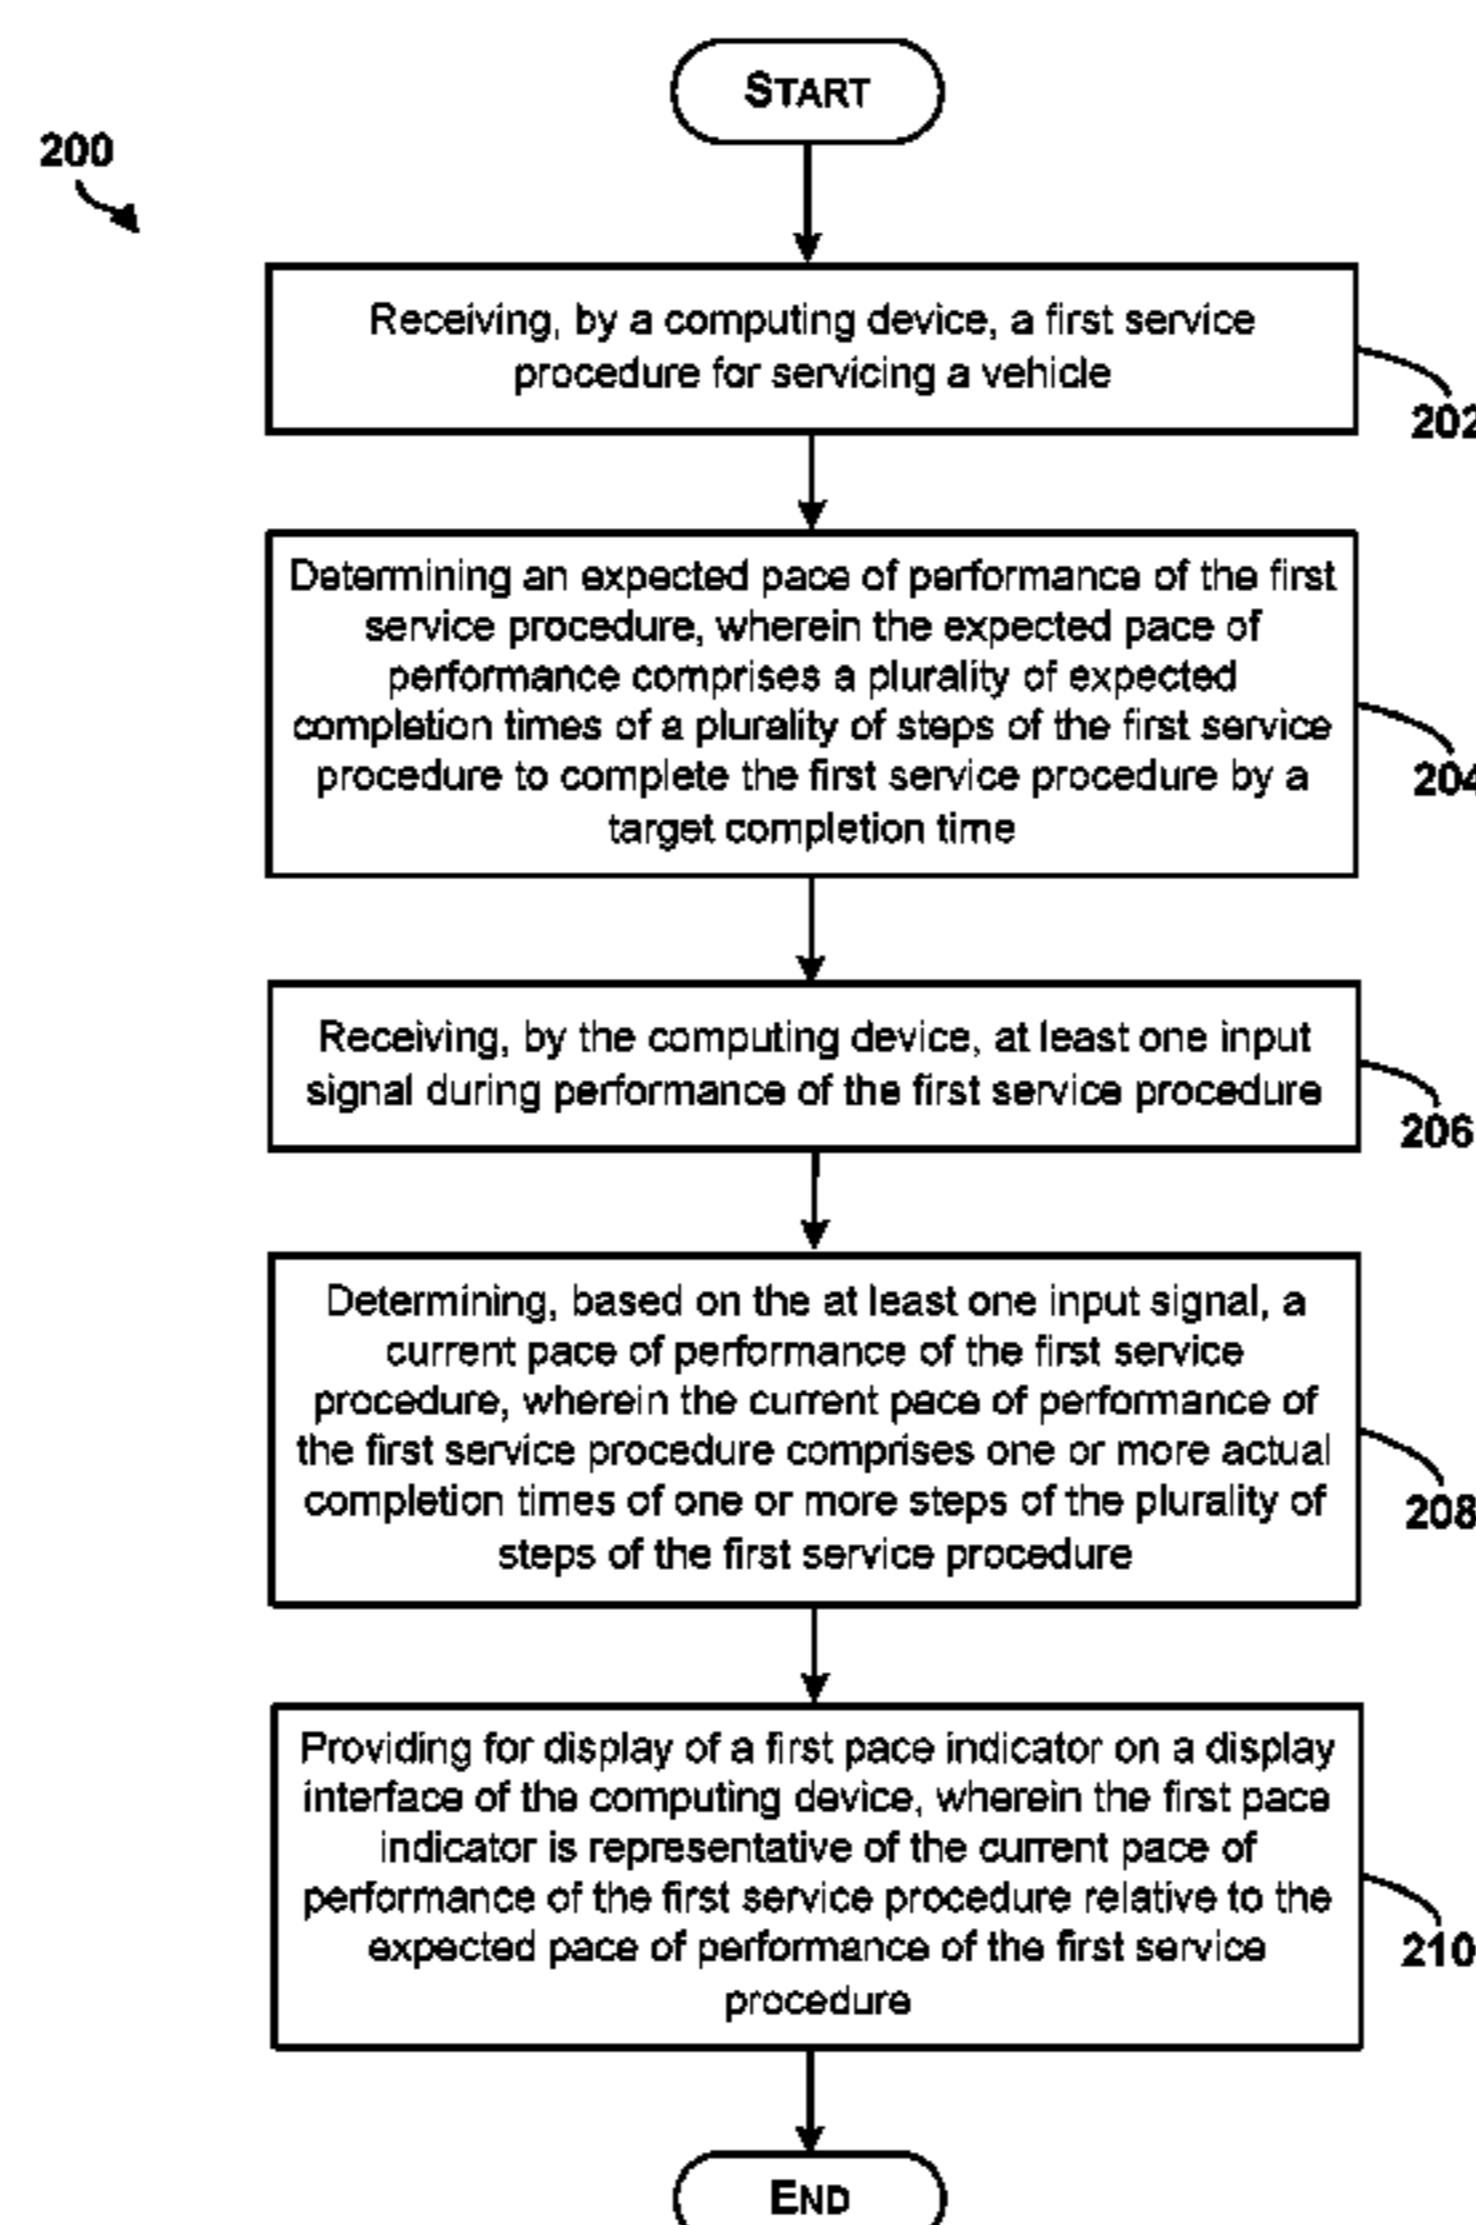 START
200
Receiving, by a computing device, a first service
procedure for servicing a vehicle
202
Determining an expected pace of performance of the first
service procedure, wherein the expected pace of
performance comprises a plurality of expected
completion times of a plurality of steps of the first service
procedure to complete the first service procedure by a
target completion time
204
Receiving, by the computing device, at least one input
signal during performance of the first service procedure
206
Determining, based on the at least one input signal, a
current pace of performance of the first service
procedure, wherein the current pace of performance of
the first service procedure comprises one or more actual
completion times of one or more steps of the plurality of
steps of the first service procedure
208
Providing for display of a first pace indicator on a display
interface of the computing device, wherein the first pace
indicator is representative of the current pace of
performance of the first service procedure relative to the
expected pace of performance of the first service
procedure
210
END